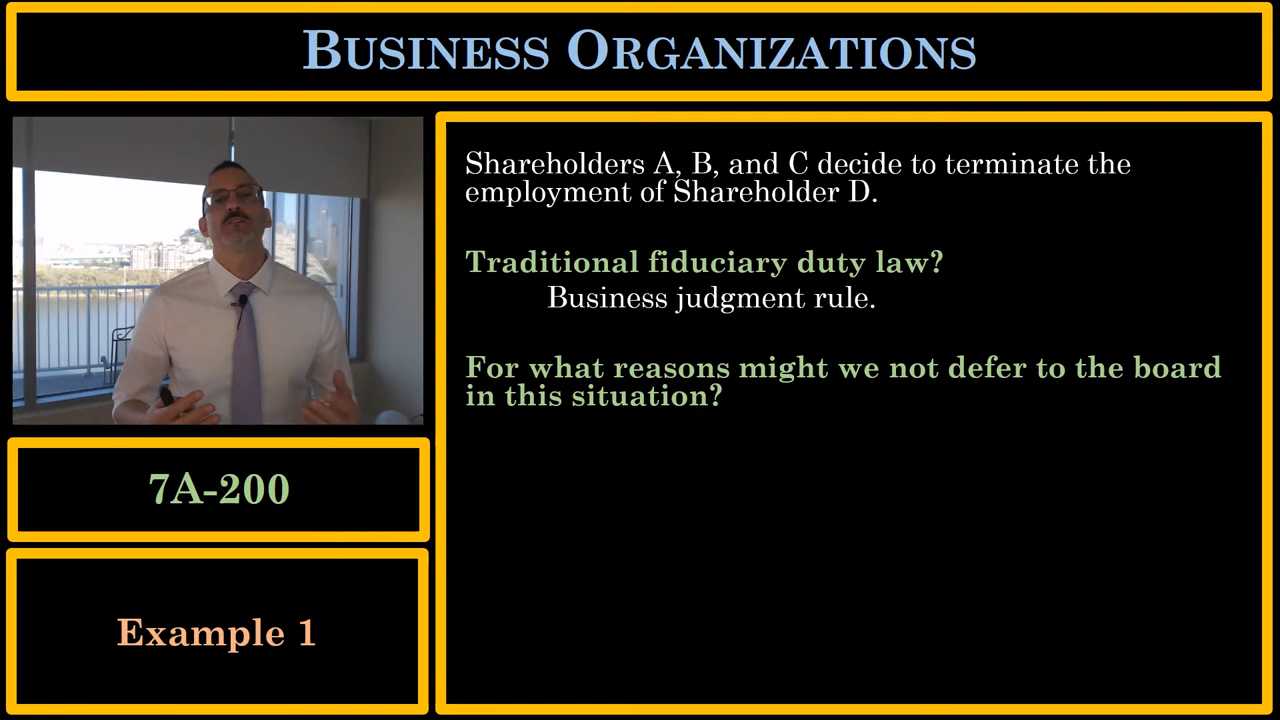 BUSINESS ORGANIZATIONS
Shareholders A, B, and C decide to terminate the
employment of Shareholder D.
Traditional fiduciary duty law?
Business judgment rule.
For what reasons might we not defer to the board
in this situation?
7A-200
Example 1